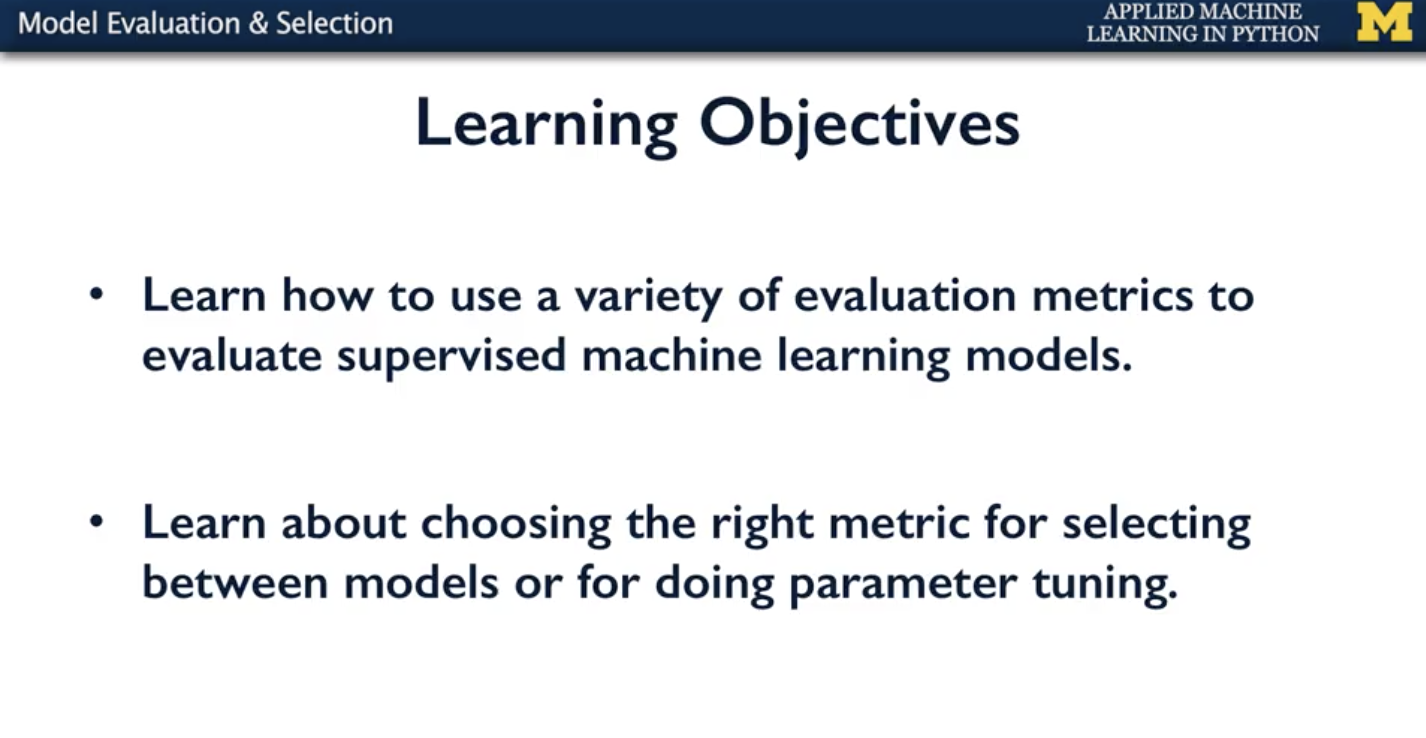 Model Evaluation & Selection
APPLIED MACHINE
LEARNING IN PYTHON
M
Learning Objectives
• Learn how to use a variety of evaluation metrics to
evaluate supervised machine learning models.
• Learn about choosing the right metric for selecting
between models or for doing parameter tuning.